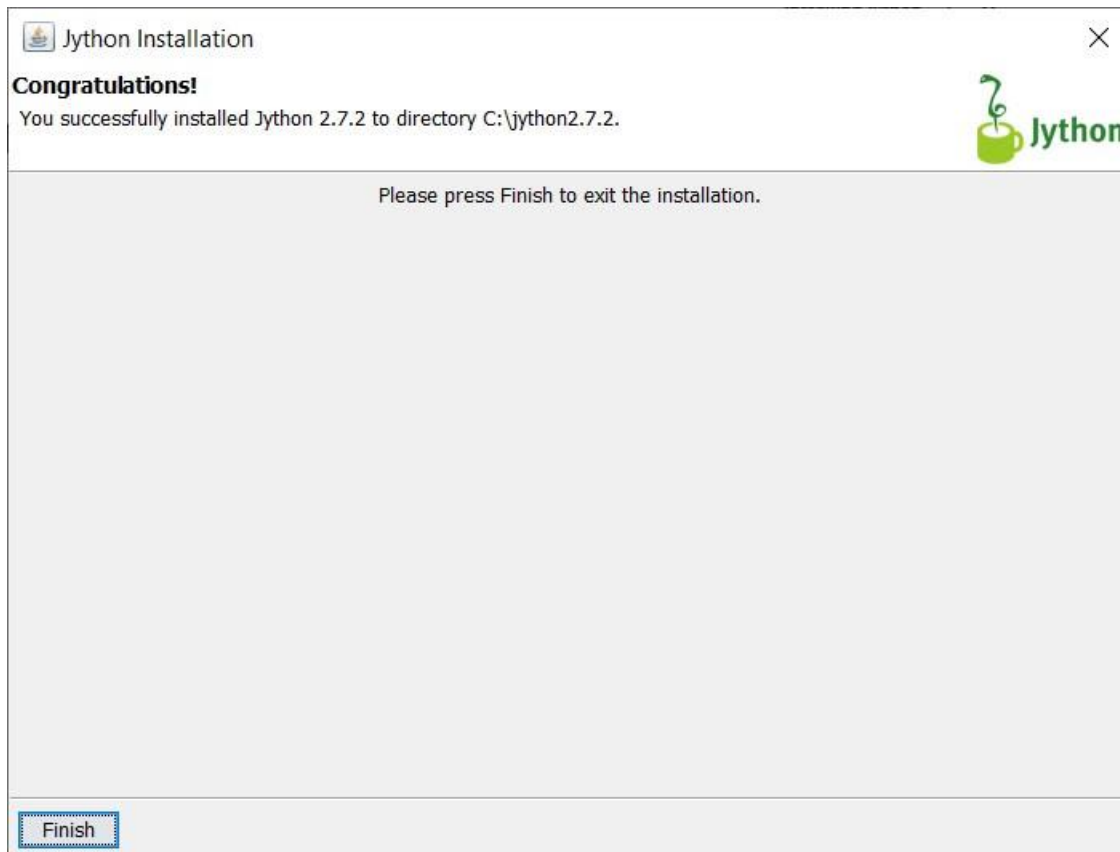 Jython Installation
Congratulations!
You successfully installed Jython 2.7.2 to directory C:\jython2.7.2.
Jython
Please press Finish to exit the installation.
Finish